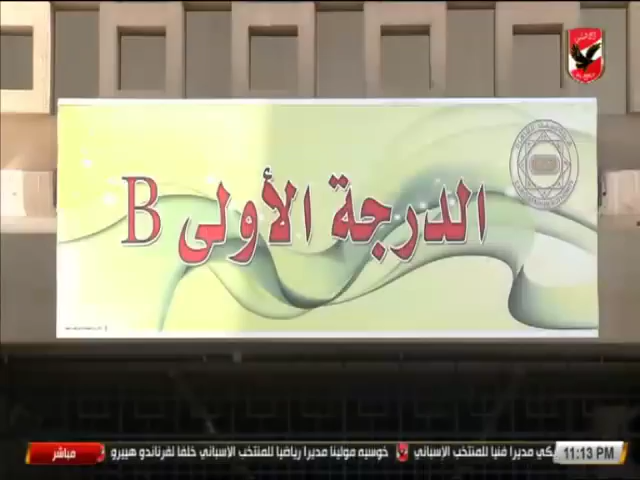 الدرجة الأولى B
كي مديرا فنيا للمنتخب الإسباني
خوسيه مولينا مديرا رياضيا للمنتخب الاسباني خلفا لفرناندو هييرو
مباشر
11:13 PM